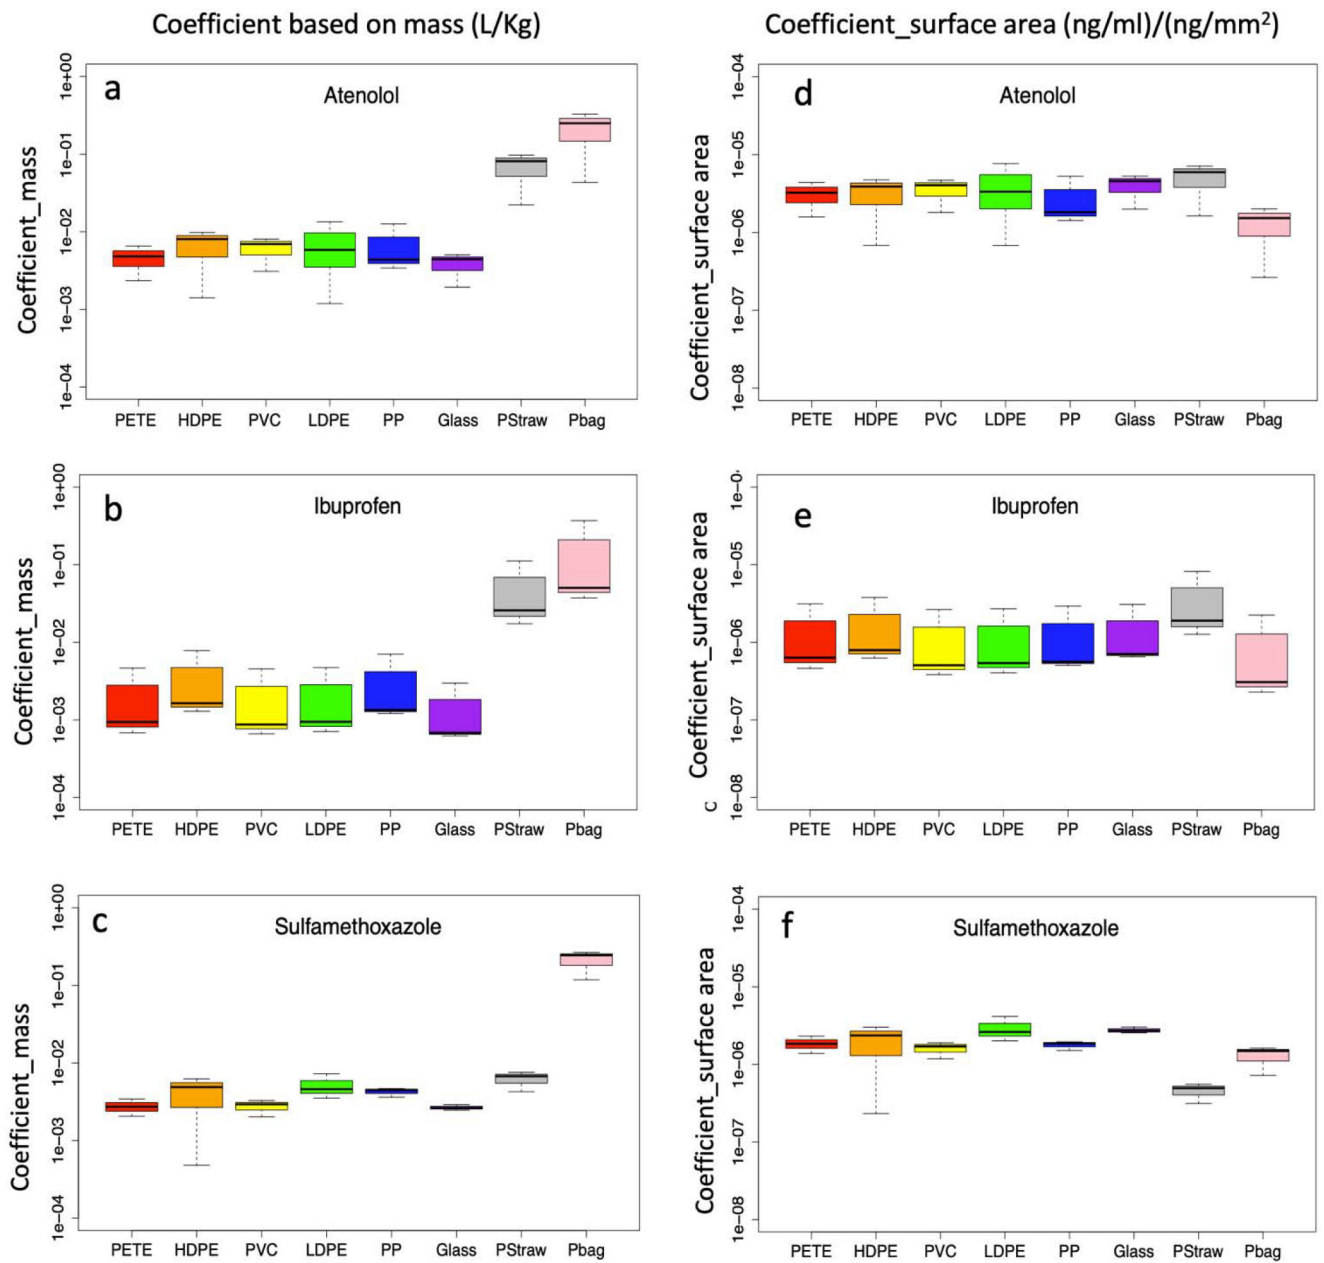 Coefficient based on mass (L/Kg)
Coefficient_surface area (ng/ml)/(ng/mm²)
a
Atenolol
Coefficient_mass
1e+00
1e-01
1e-02
1e-03
1e-04
PETE HDPE PVC LDPE PP Glass PStraw Pbag
d
Atenolol
Coefficient_surface area
1e-04
1e-05
1e-06
1e-07
1e-08
PETE HDPE PVC LDPE PP Glass PStraw Pbag
b
Ibuprofen
Coefficient_mass
1e+00
1e-01
1e-02
1e-03
1e-04
PETE HDPE PVC LDPE PP Glass PStraw Pbag
e
Ibuprofen
Coefficient_surface area
1e-0
1e-05
1e-06
1e-07
1e-08
C
PETE HDPE PVC LDPE PP Glass PStraw Pbag
c
Sulfamethoxazole
Coefficient_mass
1e+00
1e-01
1e-02
1e-03
1e-04
PETE HDPE PVC LDPE PP Glass PStraw Pbag
f
Sulfamethoxazole
Coefficient_surface area
1e-04
1e-05
1e-06
1e-07
1e-08
PETE HDPE PVC LDPE PP Glass PStraw Pbag